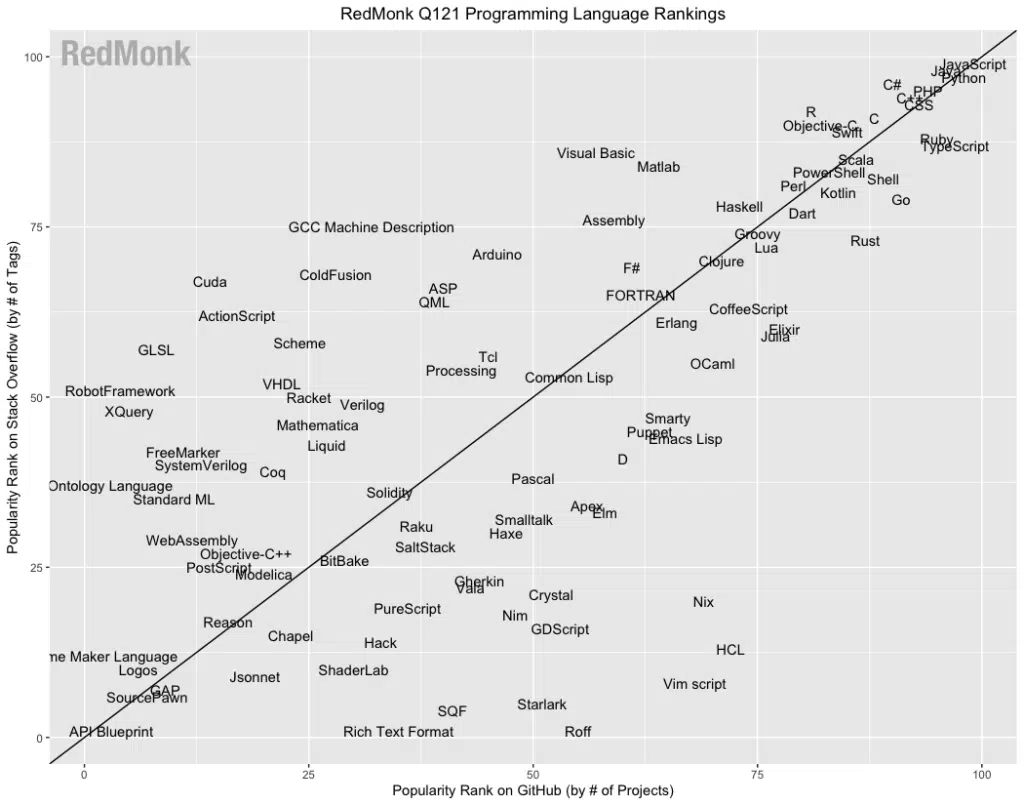 RedMonk Q121 Programming Language Rankings
RedMonk
Popularity Rank on Stack Overflow (by # of Tags)
100
75
50
25
0
JavaScript
Java
Python
C#
PHP
C++
CSS
R
C
Objective-C
Swift
Ruby
TypeScript
Visual Basic
Scala
Matlab
PowerShell
Shell
Perl
Kotlin
Go
Haskell
Dart
Assembly
GCC Machine Description
Groovy
Rust
Lua
Arduino
Clojure
F#
ColdFusion
Cuda
ASP
FORTRAN
QML
CoffeeScript
ActionScript
Erlang
Elixir
Julia
Scheme
GLSL
Tcl
OCaml
Processing
Common Lisp
VHDL
RobotFramework
Racket
Verilog
XQuery
Smarty
Mathematica
Puppet
Emacs Lisp
Liquid
FreeMarker
D
SystemVerilog
Coq
Pascal
Ontology Language
Solidity
Standard ML
Apex
Elm
Smalltalk
Raku
Haxe
WebAssembly
SaltStack
Objective-C++
BitBake
PostScript
Modelica
Gherkin
Vala
Crystal
Nix
PureScript
Nim
Reason
GDScript
Chapel
Hack
HCL
me Maker Language
Logos
ShaderLab
Jsonnet
Vim script
GAP
SourcePawn
Starlark
SQF
API Blueprint
Rich Text Format
Roff
0
25
50
75
100
Popularity Rank on GitHub (by # of Projects)